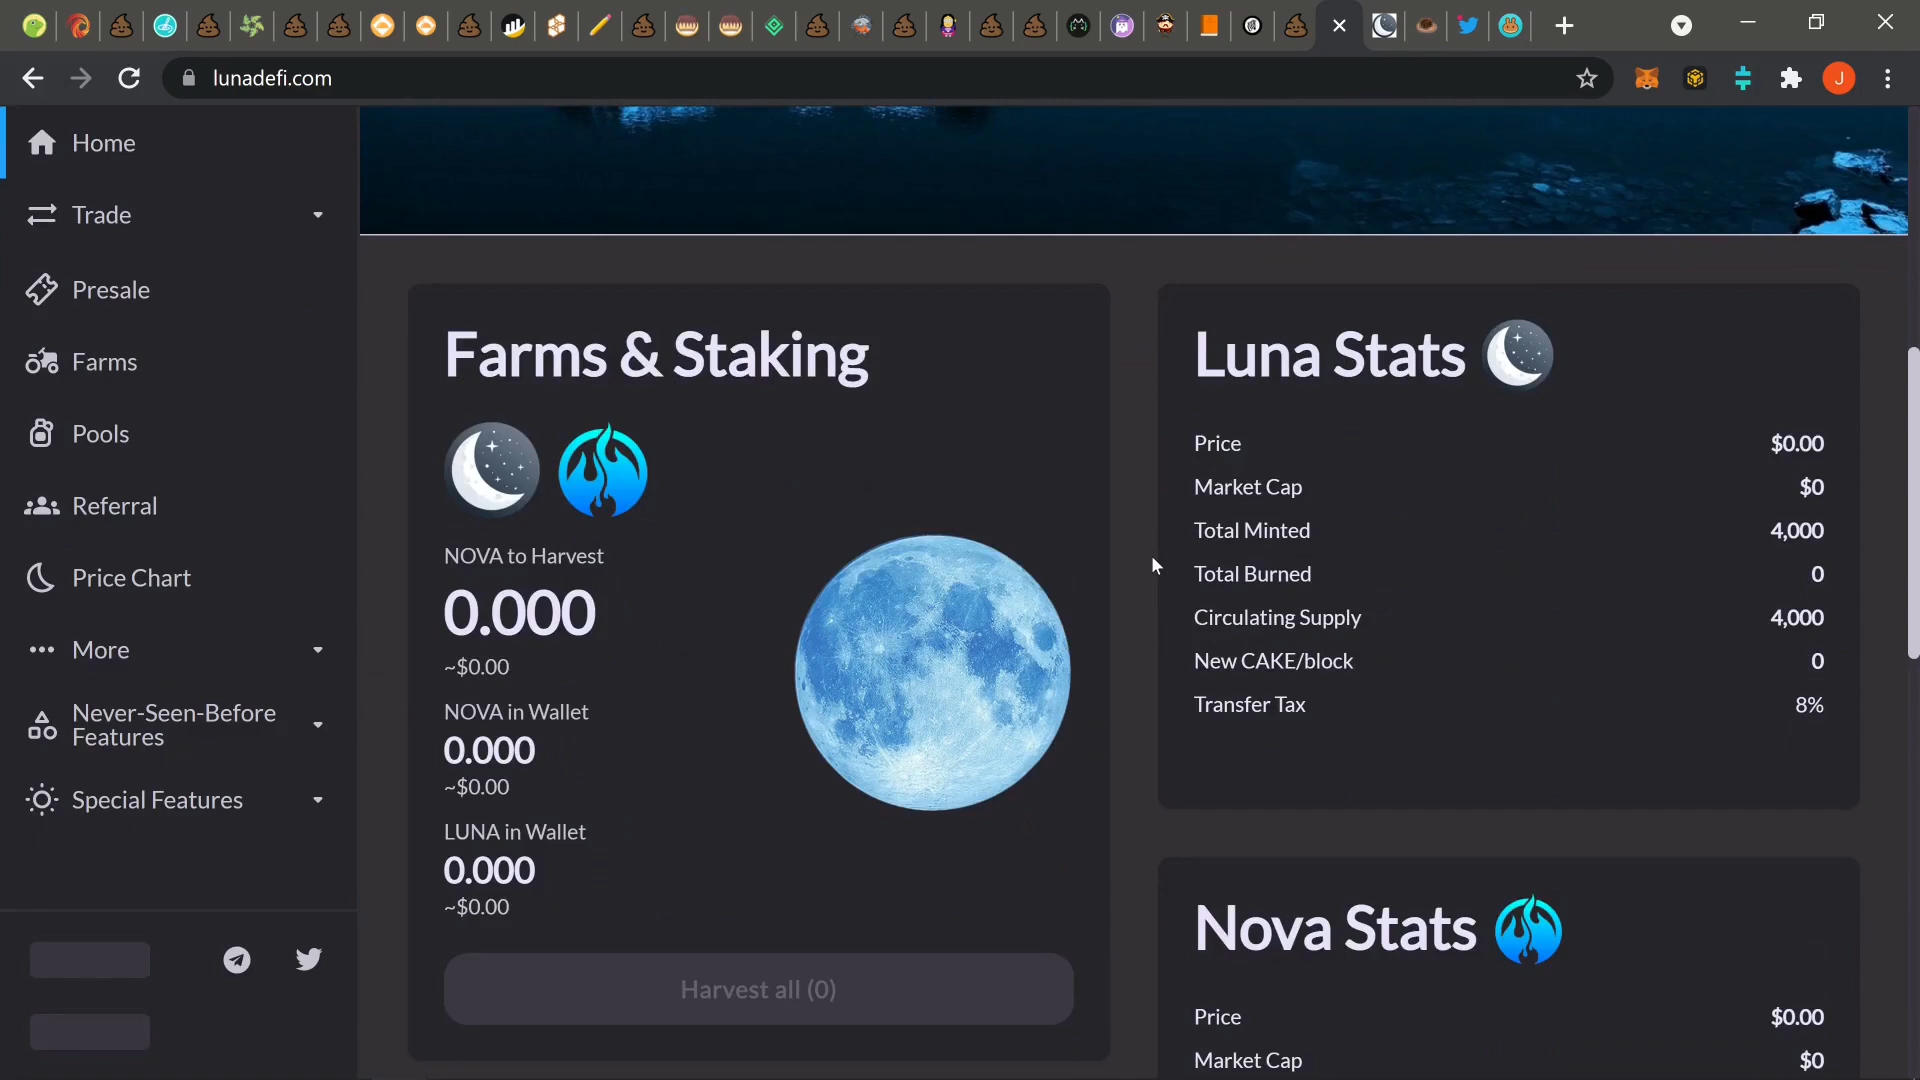 lunadefi.com
J
Home
Trade
Presale
Farms
Pools
Referral
Price Chart
More
Never-Seen-Before
Features
Special Features
Farms & Staking
NOVA to Harvest
0.000
~$0.00
NOVA in Wallet
0.000
~$0.00
LUNA in Wallet
0.000
~$0.00
Harvest all (0)
Luna Stats
Price $0.00
Market Cap $0
Total Minted 4,000
Total Burned 0
Circulating Supply 4,000
New CAKE/block 0
Transfer Tax 8%
Nova Stats
Price $0.00
Market Cap $0